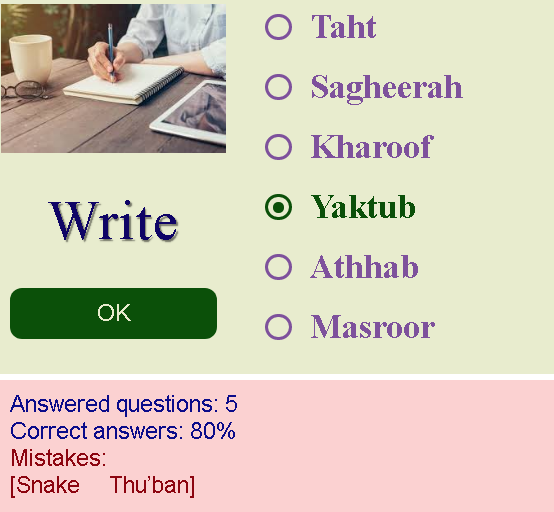 Write
OK
Taht
Sagheerah
Kharoof
Yaktub
Athhab
Masroor
Answered questions: 5
Correct answers: 80%
Mistakes:
[Snake Thu’ban]